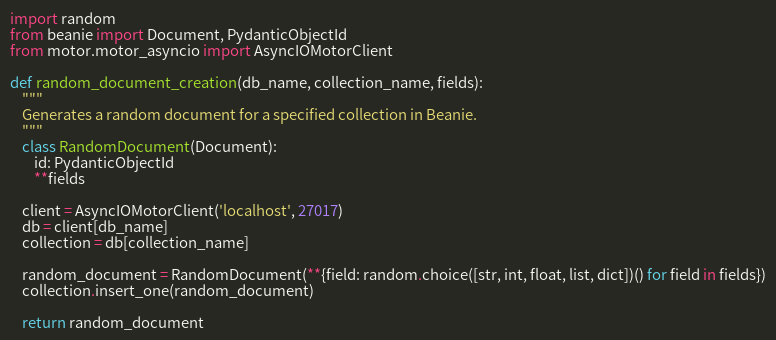 import random
from beanie import Document, PydanticObjectId
from motor.motor_asyncio import AsyncIOMotorClient

def random_document_creation(db_name, collection_name, fields):
    """
    Generates a random document for a specified collection in Beanie.
    """
    class RandomDocument(Document):
        id: PydanticObjectId
        **fields

    client = AsyncIOMotorClient('localhost', 27017)
    db = client[db_name]
    collection = db[collection_name]

    random_document = RandomDocument(**{field: random.choice([str, int, float, list, dict])() for field in fields})
    collection.insert_one(random_document)

    return random_document